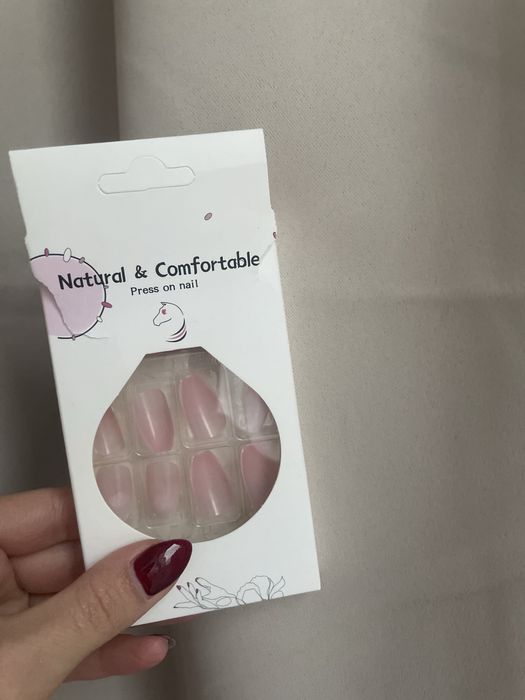 Natural & Comfortable
Press on nail